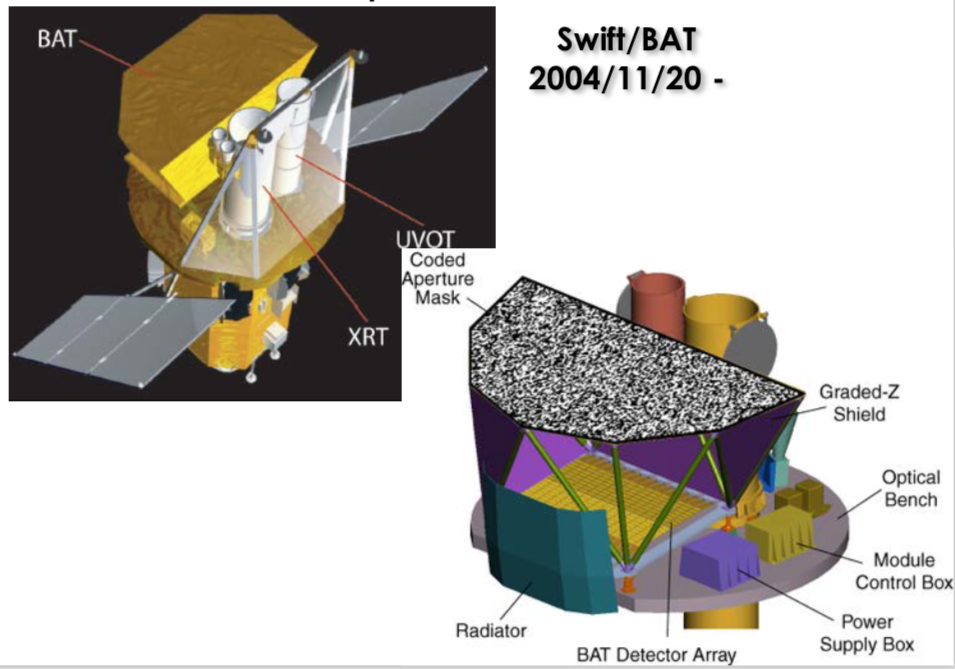 Swift/BAT
2004/11/20 -
BAT
UVOT
XRT
Coded
Aperture
Mask
Graded-Z
Shield
Optical
Bench
Module
Control Box
Power
Supply Box
Radiator
BAT Detector Array